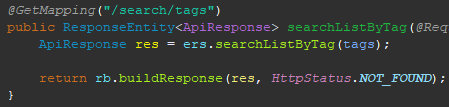 @GetMapping("/search/tags")
public ResponseEntity<ApiResponse> searchListByTag(@Req
ApiResponse res = ers.searchListByTag(tags);
return rb.buildResponse(res, HttpStatus.NOT_FOUND);
}